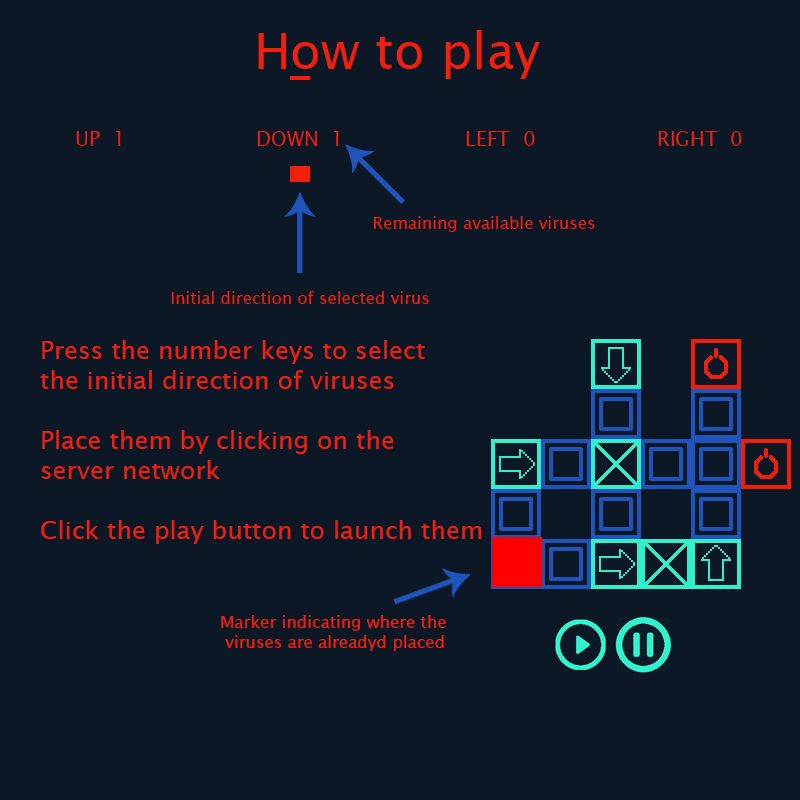 How to play
UP 1
DOWN 1
LEFT 0
RIGHT 0
Remaining available viruses
Initial direction of selected virus
Press the number keys to select
the initial direction of viruses
Place them by clicking on the
server network
Click the play button to launch them
Marker indicating where the
viruses are alreadyd placed